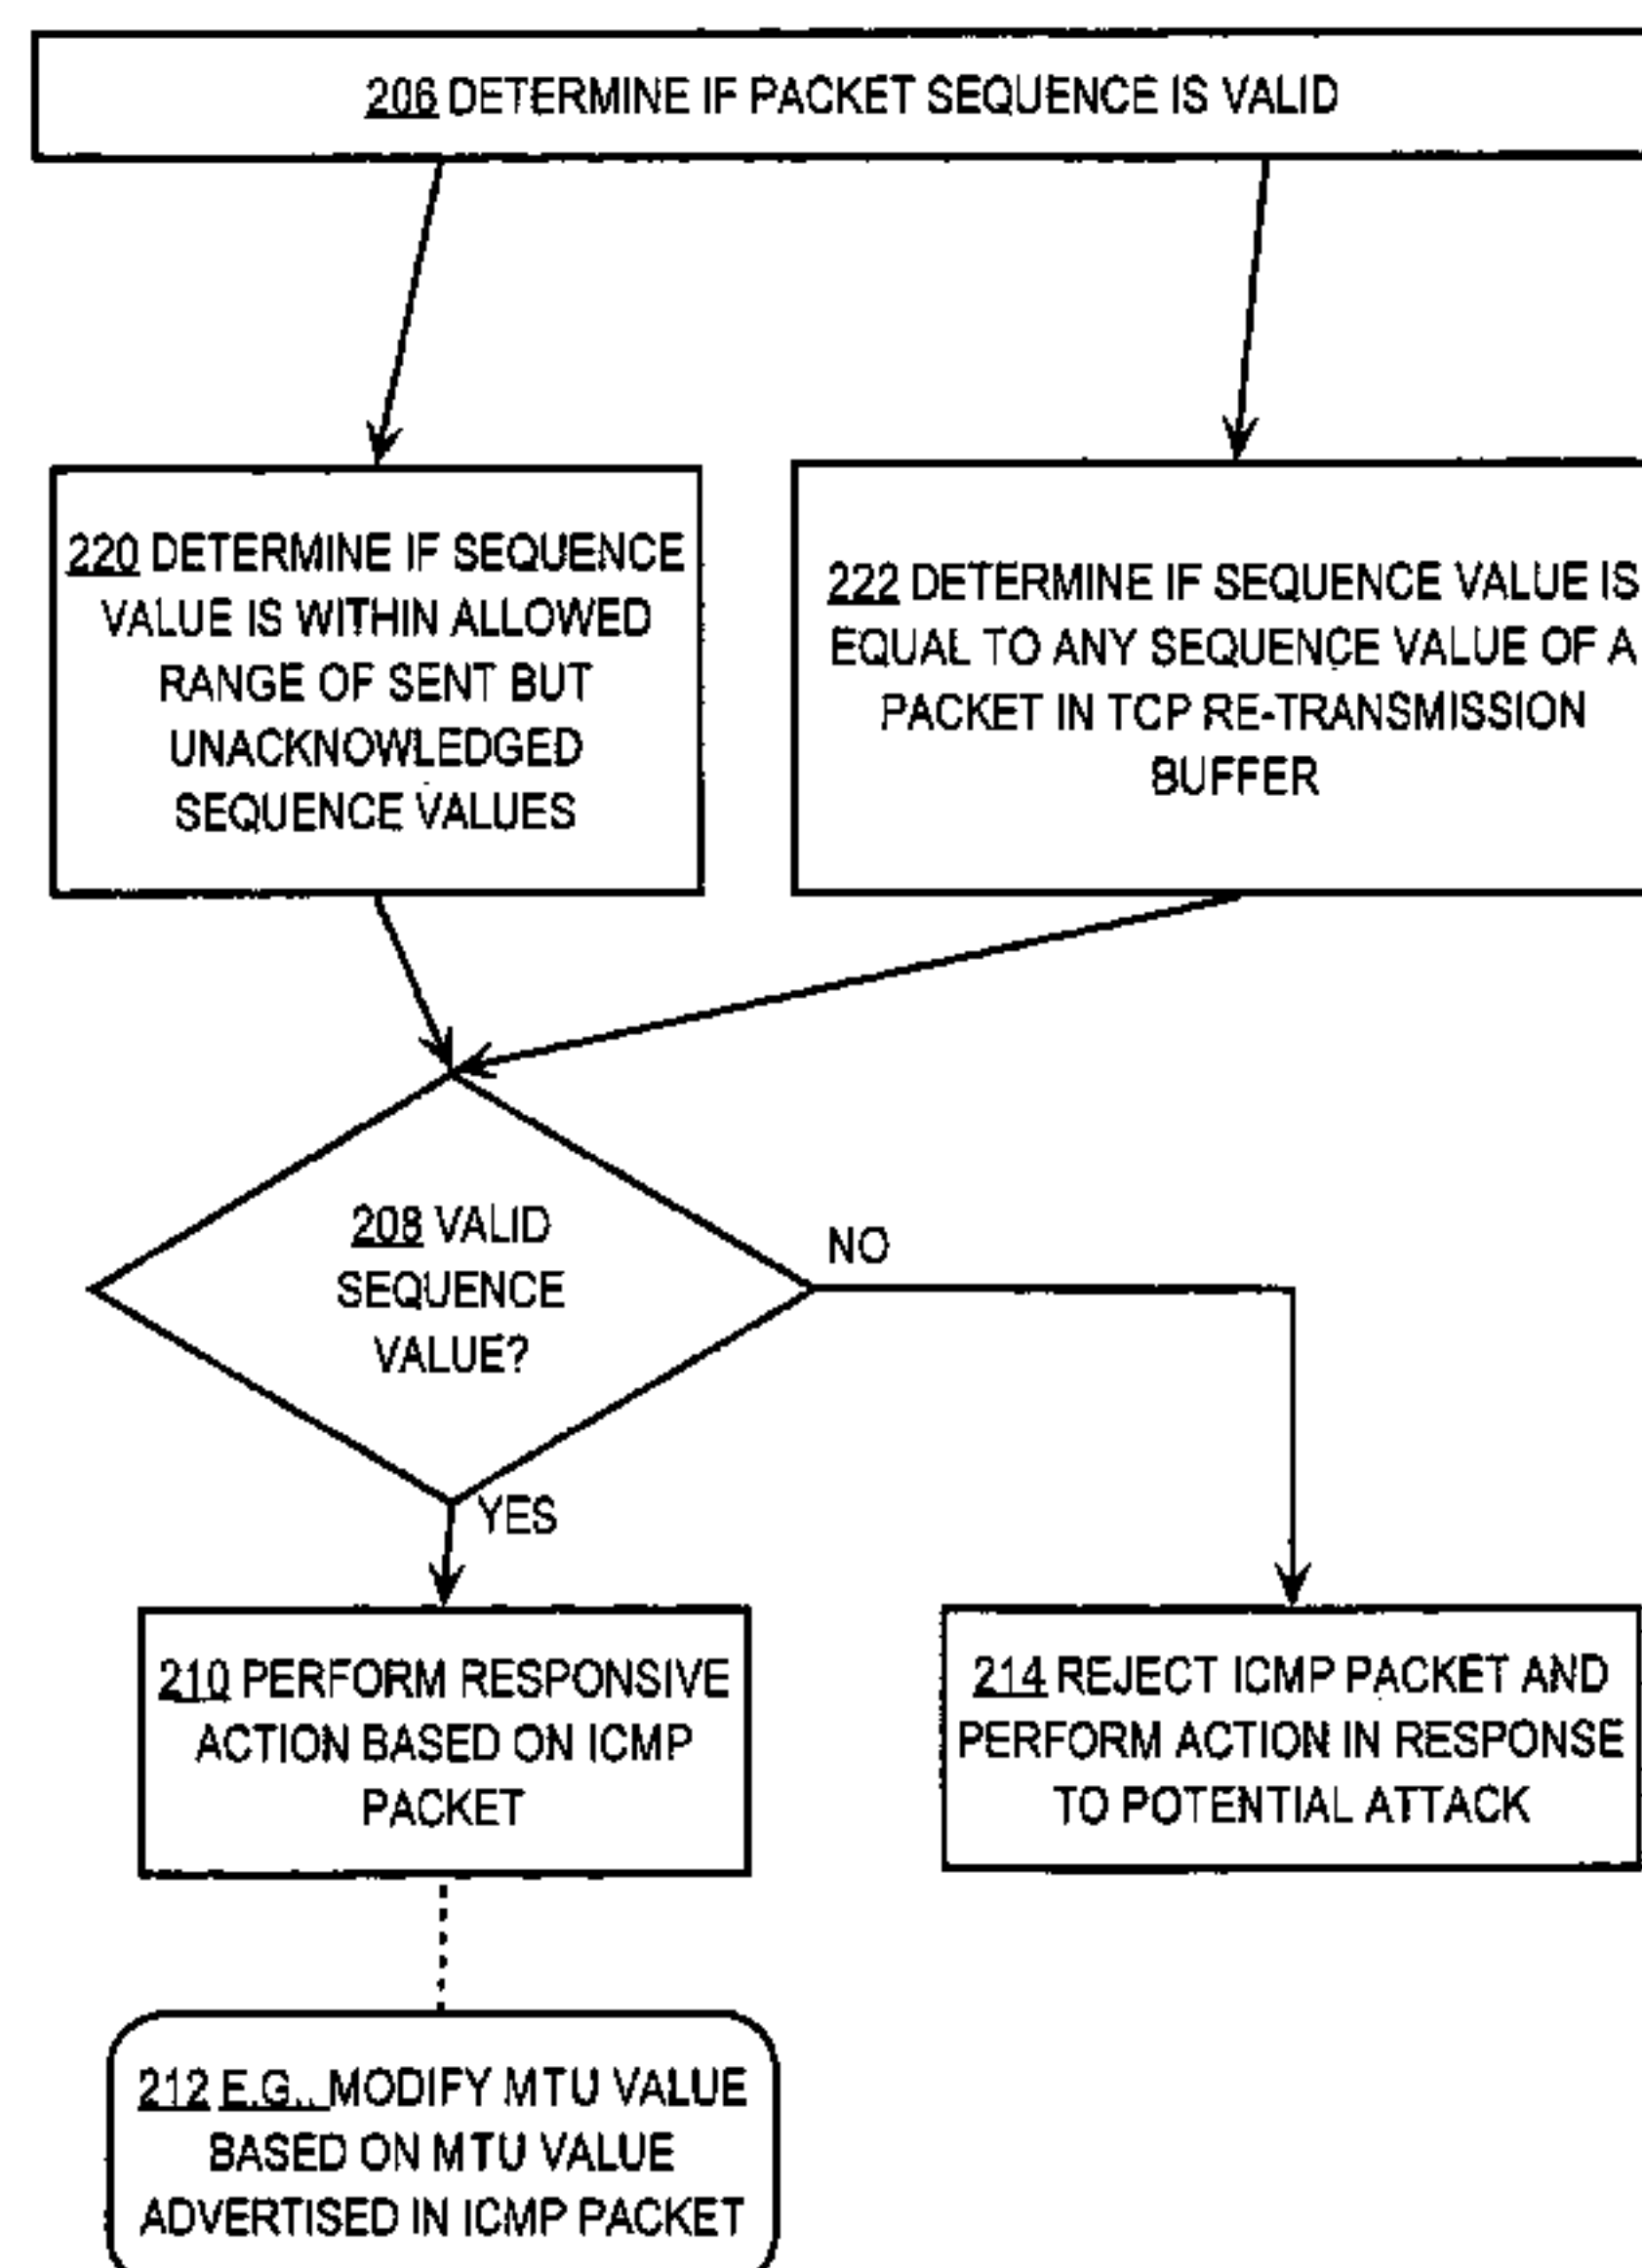 206 DETERMINE IF PACKET SEQUENCE IS VALID
220 DETERMINE IF SEQUENCE
VALUE IS WITHIN ALLOWED
RANGE OF SENT BUT
UNACKNOWLEDGED
SEQUENCE VALUES
222 DETERMINE IF SEQUENCE VALUE IS
EQUAL TO ANY SEQUENCE VALUE OF A
PACKET IN TCP RE-TRANSMISSION
BUFFER
208 VALID
SEQUENCE
VALUE?
NO
YES
210 PERFORM RESPONSIVE
ACTION BASED ON ICMP
PACKET
214 REJECT ICMP PACKET AND
PERFORM ACTION IN RESPONSE
TO POTENTIAL ATTACK
212 E.G., MODIFY MTU VALUE
BASED ON MTU VALUE
ADVERTISED IN ICMP PACKET